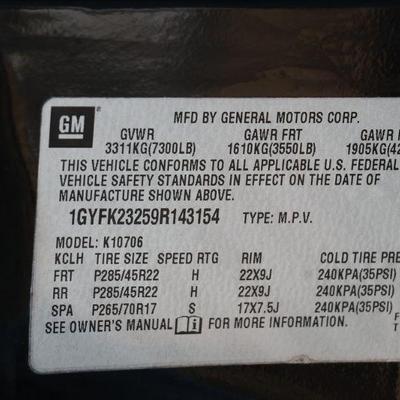 GM ® MFD BY GENERAL MOTORS CORP.
GVWR GAWR FRT GAWR
3311KG(7300LB) 1610KG(3550LB) 1905KG(42
THIS VEHICLE CONFORMS TO ALL APPLICABLE U.S. FEDERAL
VEHICLE SAFETY STANDARDS IN EFFECT ON THE DATE OF
MANUFACTURE SHOWN ABOVE.
1GYFK23259R143154 TYPE: M.P.V.
MODEL: K10706
KCLH TIRE SIZE SPEED RTG RIM COLD TIRE PRE
FRT P285/45R22 H 22X9J 240KPA(35PSI)
RR P285/45R22 H 22X9J 240KPA(35PSI)
SPA P265/70R17 S 17X7.5J 240KPA(35PSI)
SEE OWNER'S MANUAL i FOR MORE INFORMATION.
F
T